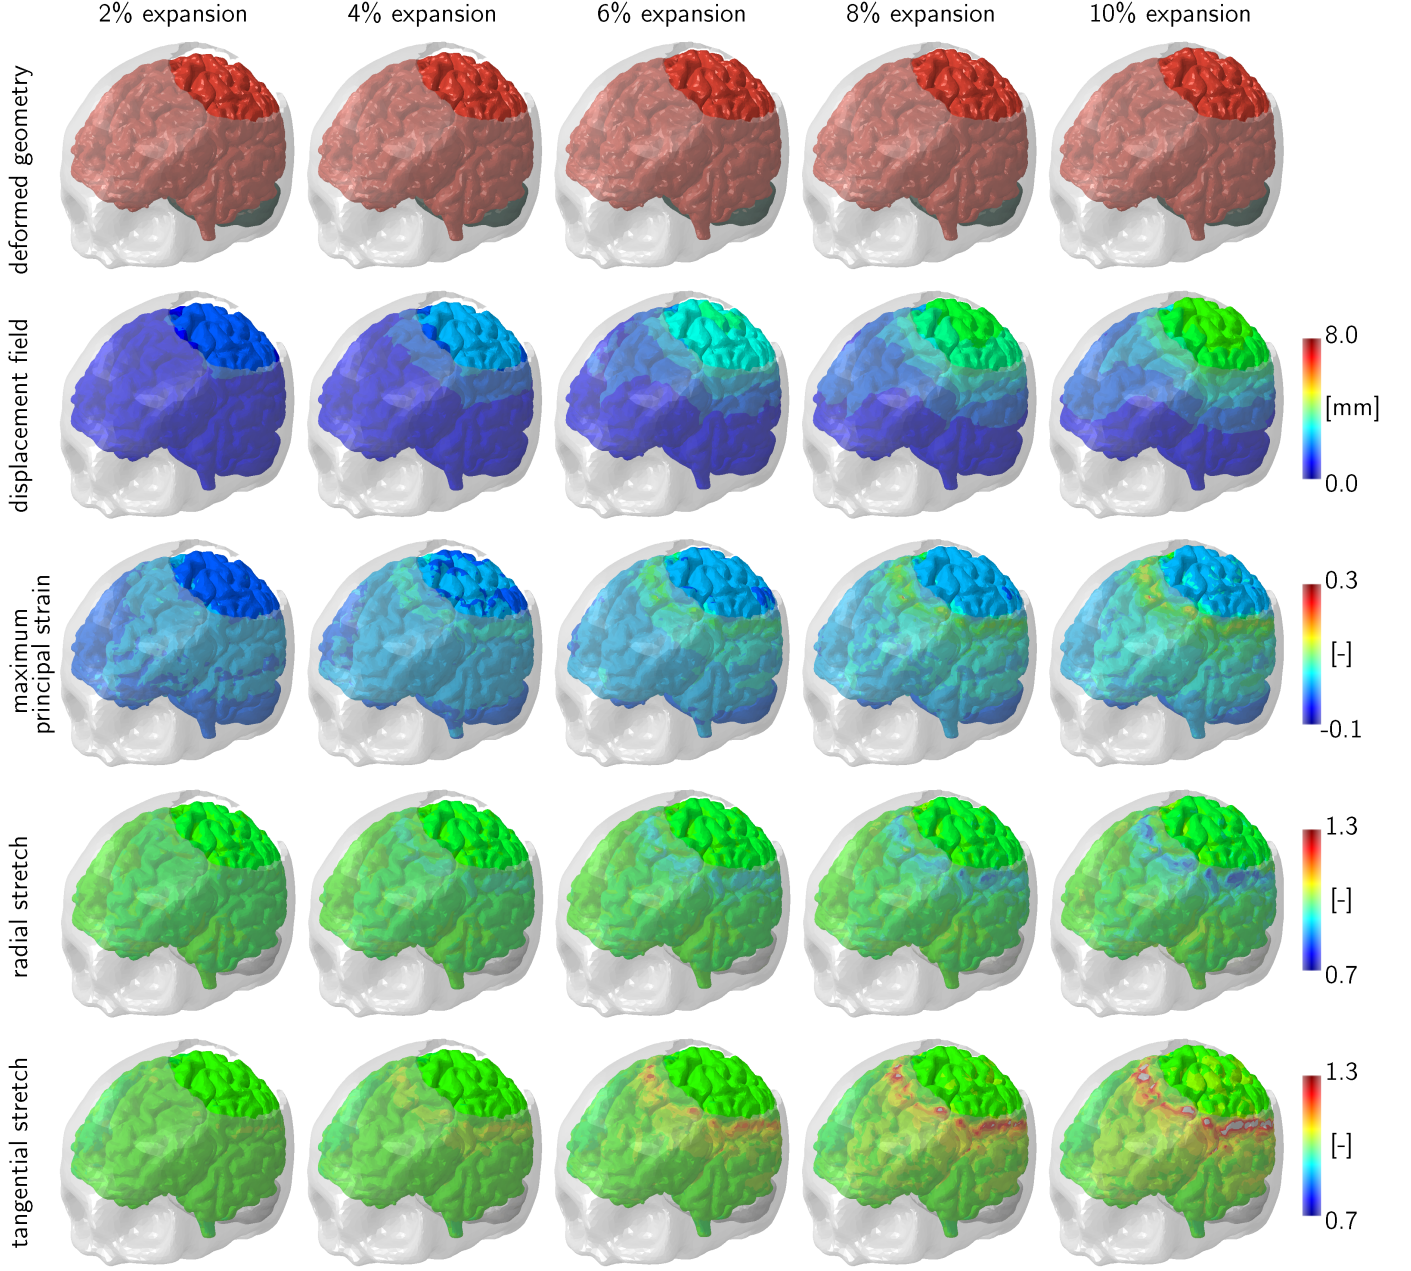 2% expansion
4% expansion
6% expansion
8% expansion
10% expansion
deformed geometry
displacement field
8.0
[mm]
0.0
maximum
principal strain
0.3
[-]
-0.1
radial stretch
1.3
[-]
0.7
tangential stretch
1.3
[-]
0.7